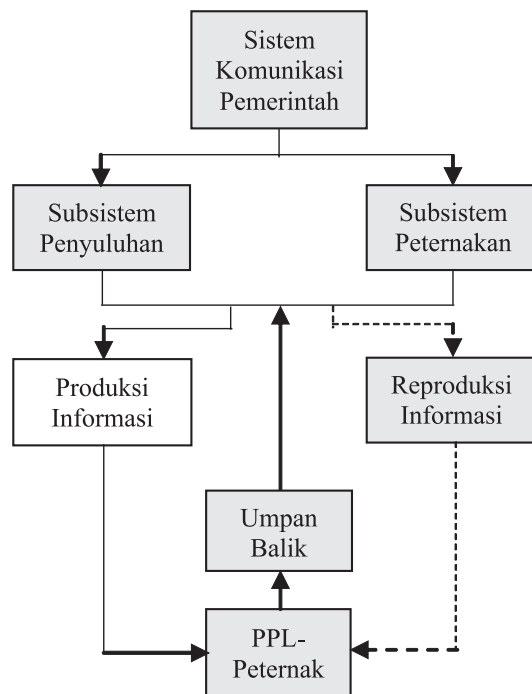 Sistem
Komunikasi
Pemerintah
Subsistem
Penyuluhan
Subsistem
Peternakan
Produksi
Informasi
Reproduksi
Informasi
Umpan
Balik
PPL-
Peternak